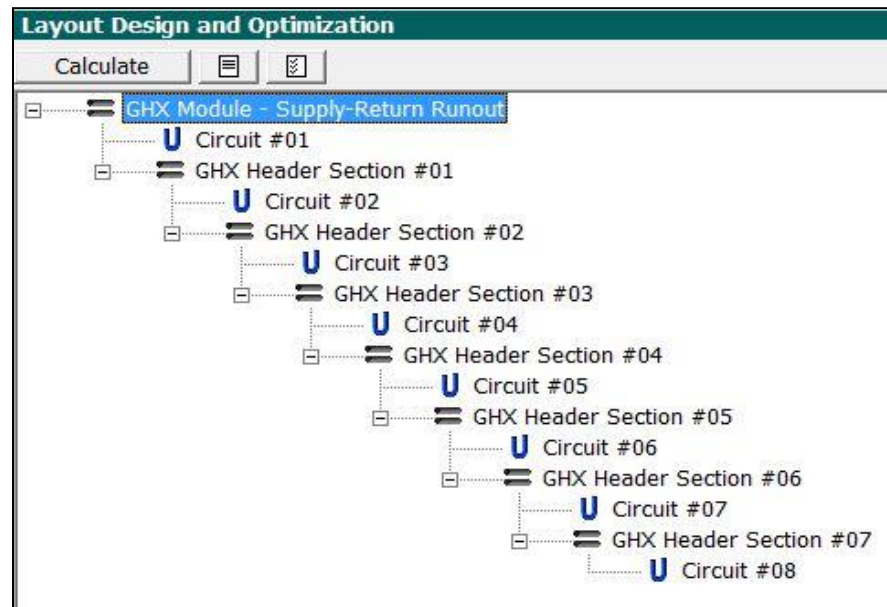 Layout Design and Optimization
Calculate
GHX Module - Supply-Return Runout
Circuit #01
GHX Header Section #01
Circuit #02
GHX Header Section #02
Circuit #03
GHX Header Section #03
Circuit #04
GHX Header Section #04
Circuit #05
GHX Header Section #05
Circuit #06
GHX Header Section #06
Circuit #07
GHX Header Section #07
Circuit #08